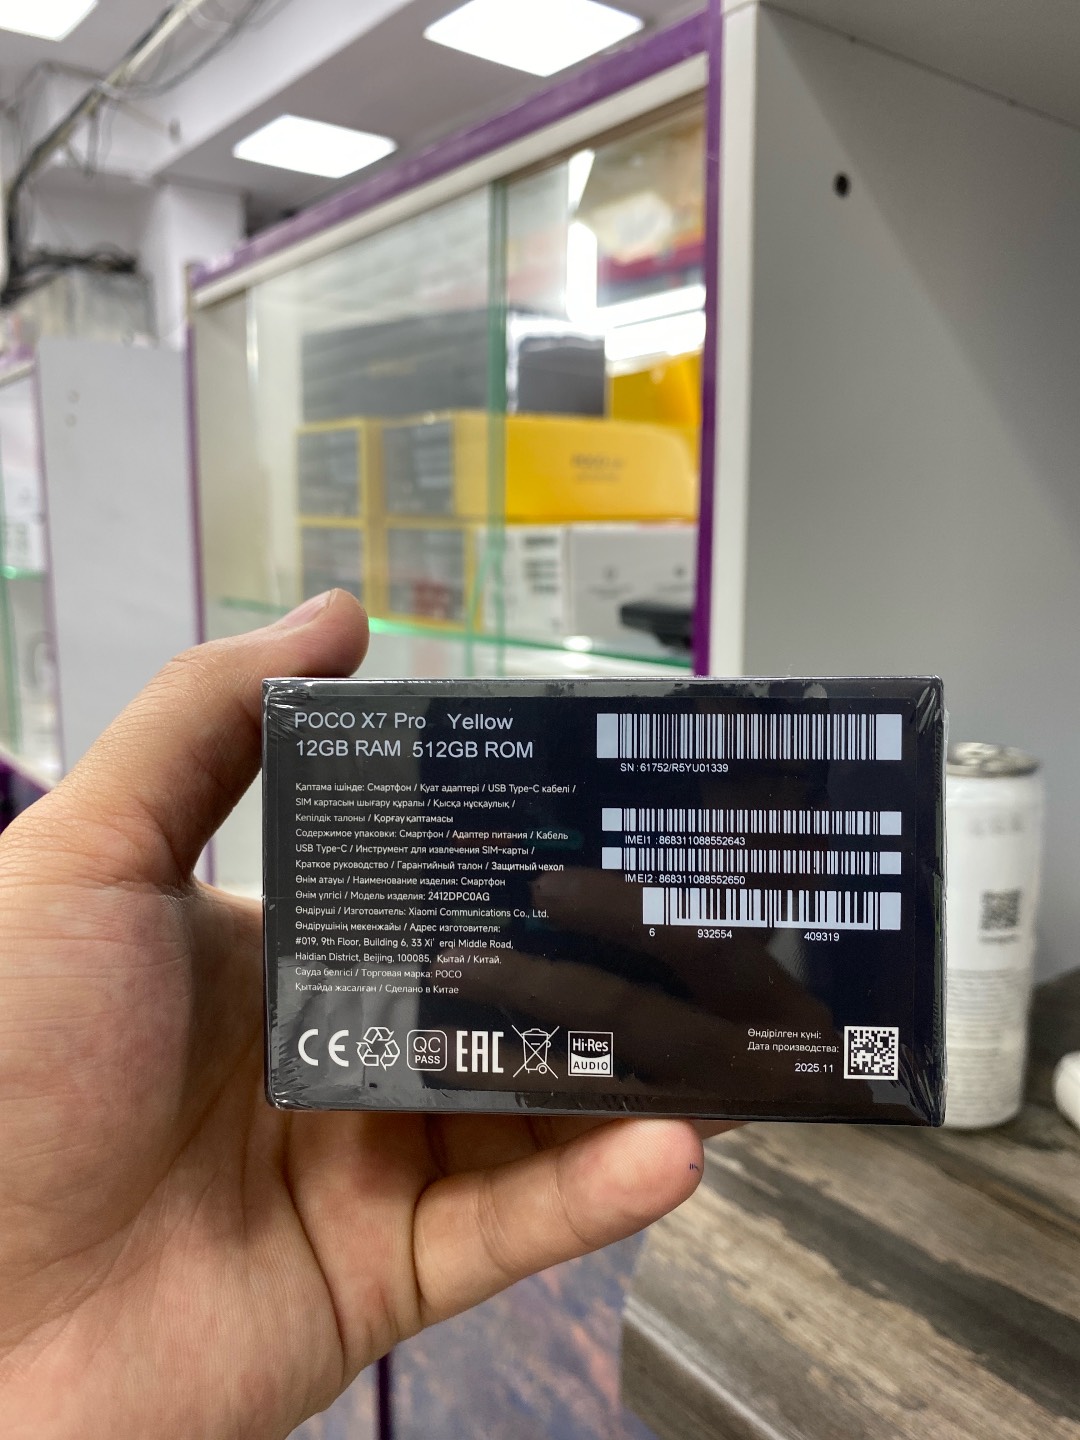 POCO X7 Pro Yellow
12GB RAM 512GB ROM
Қаптама ішінде: Смартфон / Қуат адаптері / USB Type-C кабелі /
SIM картасын шығару құралы / Қысқа нұсқаулық /
Кепілдік талоны / Қорғау қаптамасы
Содержимое упаковки: Смартфон / Адаптер питания / Кабель
USB Type-C / Инструмент для извлечения SIM-карты /
Краткое руководство / Гарантийный талон / Защитный чехол
Өнім атауы / Наименование изделия: Смартфон
Өнім үлгісі / Модель изделия: 2412DPC0AG
Өндіруші / Изготовитель: Xiaomi Communications Co., Ltd.
Өндірушінің мекенжайы / Адрес изготовителя:
#019, 9th Floor, Building 6, 33 Xi' erqi Middle Road,
Haidian District, Beijing, 100085, Қытай / Китай.
Сауда белгісі / Торговая марка: POCO
Қытайда жасалған / Сделано в Китае
SN : 61752/R5YU01339
IMEI1 : 868311088552643
IMEI2 : 868311088552650
6 932554 409319
CE
QC
PASS
EAC
Hi-Res
AUDIO
Өндірілген күні:
Дата производства:
2025.11